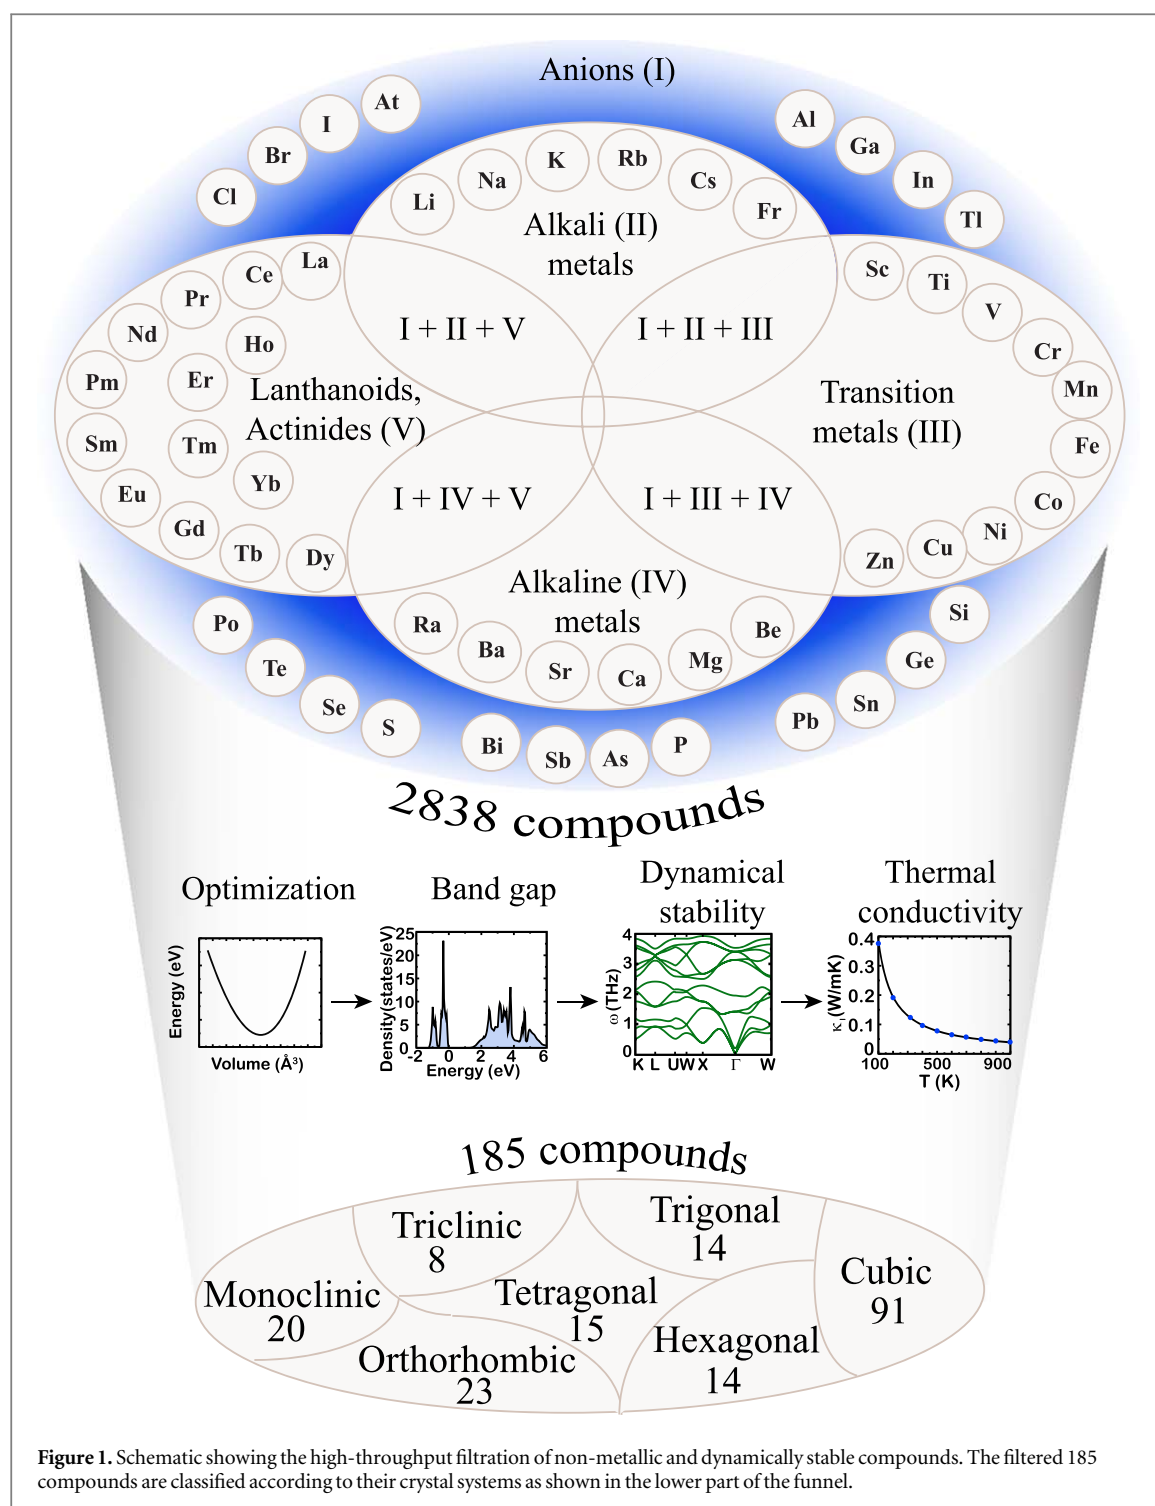 Anions (I)
At
I
Br
Cl
Al
Ga
In
Tl
Li
Na
K
Rb
Cs
Fr
Alkali (II)
metals
La
Ce
Pr
Nd
Pm
Sm
Eu
Gd
Tb
Dy
Ho
Er
Tm
Yb
Lanthanoids,
Actinides (V)
I + II + V
I + II + III
Sc
Ti
V
Cr
Mn
Fe
Co
Ni
Cu
Zn
Transition
metals (III)
I + IV + V
I + III + IV
Alkaline (IV)
metals
Ra
Ba
Sr
Ca
Mg
Be
Po
Te
Se
S
Bi
Sb
As
P
Pb
Sn
Ge
Si
2838 compounds
Optimization
Energy (eV)
Volume (Å³)
Band gap
Density(states/eV)
25
20
15
10
5
0
-2 0 2 4 6
Energy (eV)
Dynamical
stability
ω(THz)
4
3
2
1
0
K L U W X Γ W
Thermal
conductivity
κₗ(W/mK)
0.4
0.3
0.2
0.1
0
100 500 900
T (K)
185 compounds
Triclinic
8
Trigonal
14
Cubic
91
Monoclinic
20
Tetragonal
15
Hexagonal
14
Orthorhombic
23
Figure 1. Schematic showing the high-throughput filtration of non-metallic and dynamically stable compounds. The filtered 185
compounds are classified according to their crystal systems as shown in the lower part of the funnel.